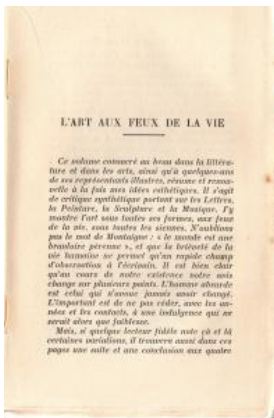 L'ART AUX FEUX DE LA VIE
Ce volume consacré au beau dans la littéra-
ture et dans les arts, ainsi qu'à quelques-uns
de ses représentants illustres, résume et renou-
velle à la fois mes idées esthétiques. Il s'agit
de critique synthétique portant sur les Lettres,
la Peinture, la Sculpture et la Musique. J'y
montre l'art sous toutes ses formes, aux feux
de la vie, sous toutes les siennes. N'oublions
pas le mot de Montaigne : « le monde est une
branloire pérenne », et que la brièveté de la
vie humaine ne permet qu'un rapide champ
d'observation à l'écrivain. Il est bien clair
qu'au cours de notre existence notre avis
change sur plusieurs points. L'homme absurde
est celui qui n'avoue jamais avoir changé.
L'important est de ne pas céder, avec les an-
nées et les contacts, à une indulgence qui ne
serait alors que faiblesse.
Mais, si quelque lecteur fidèle note çà et là
certaines variations, il trouvera aussi dans ces
pages une suite et une conclusion aux quatre